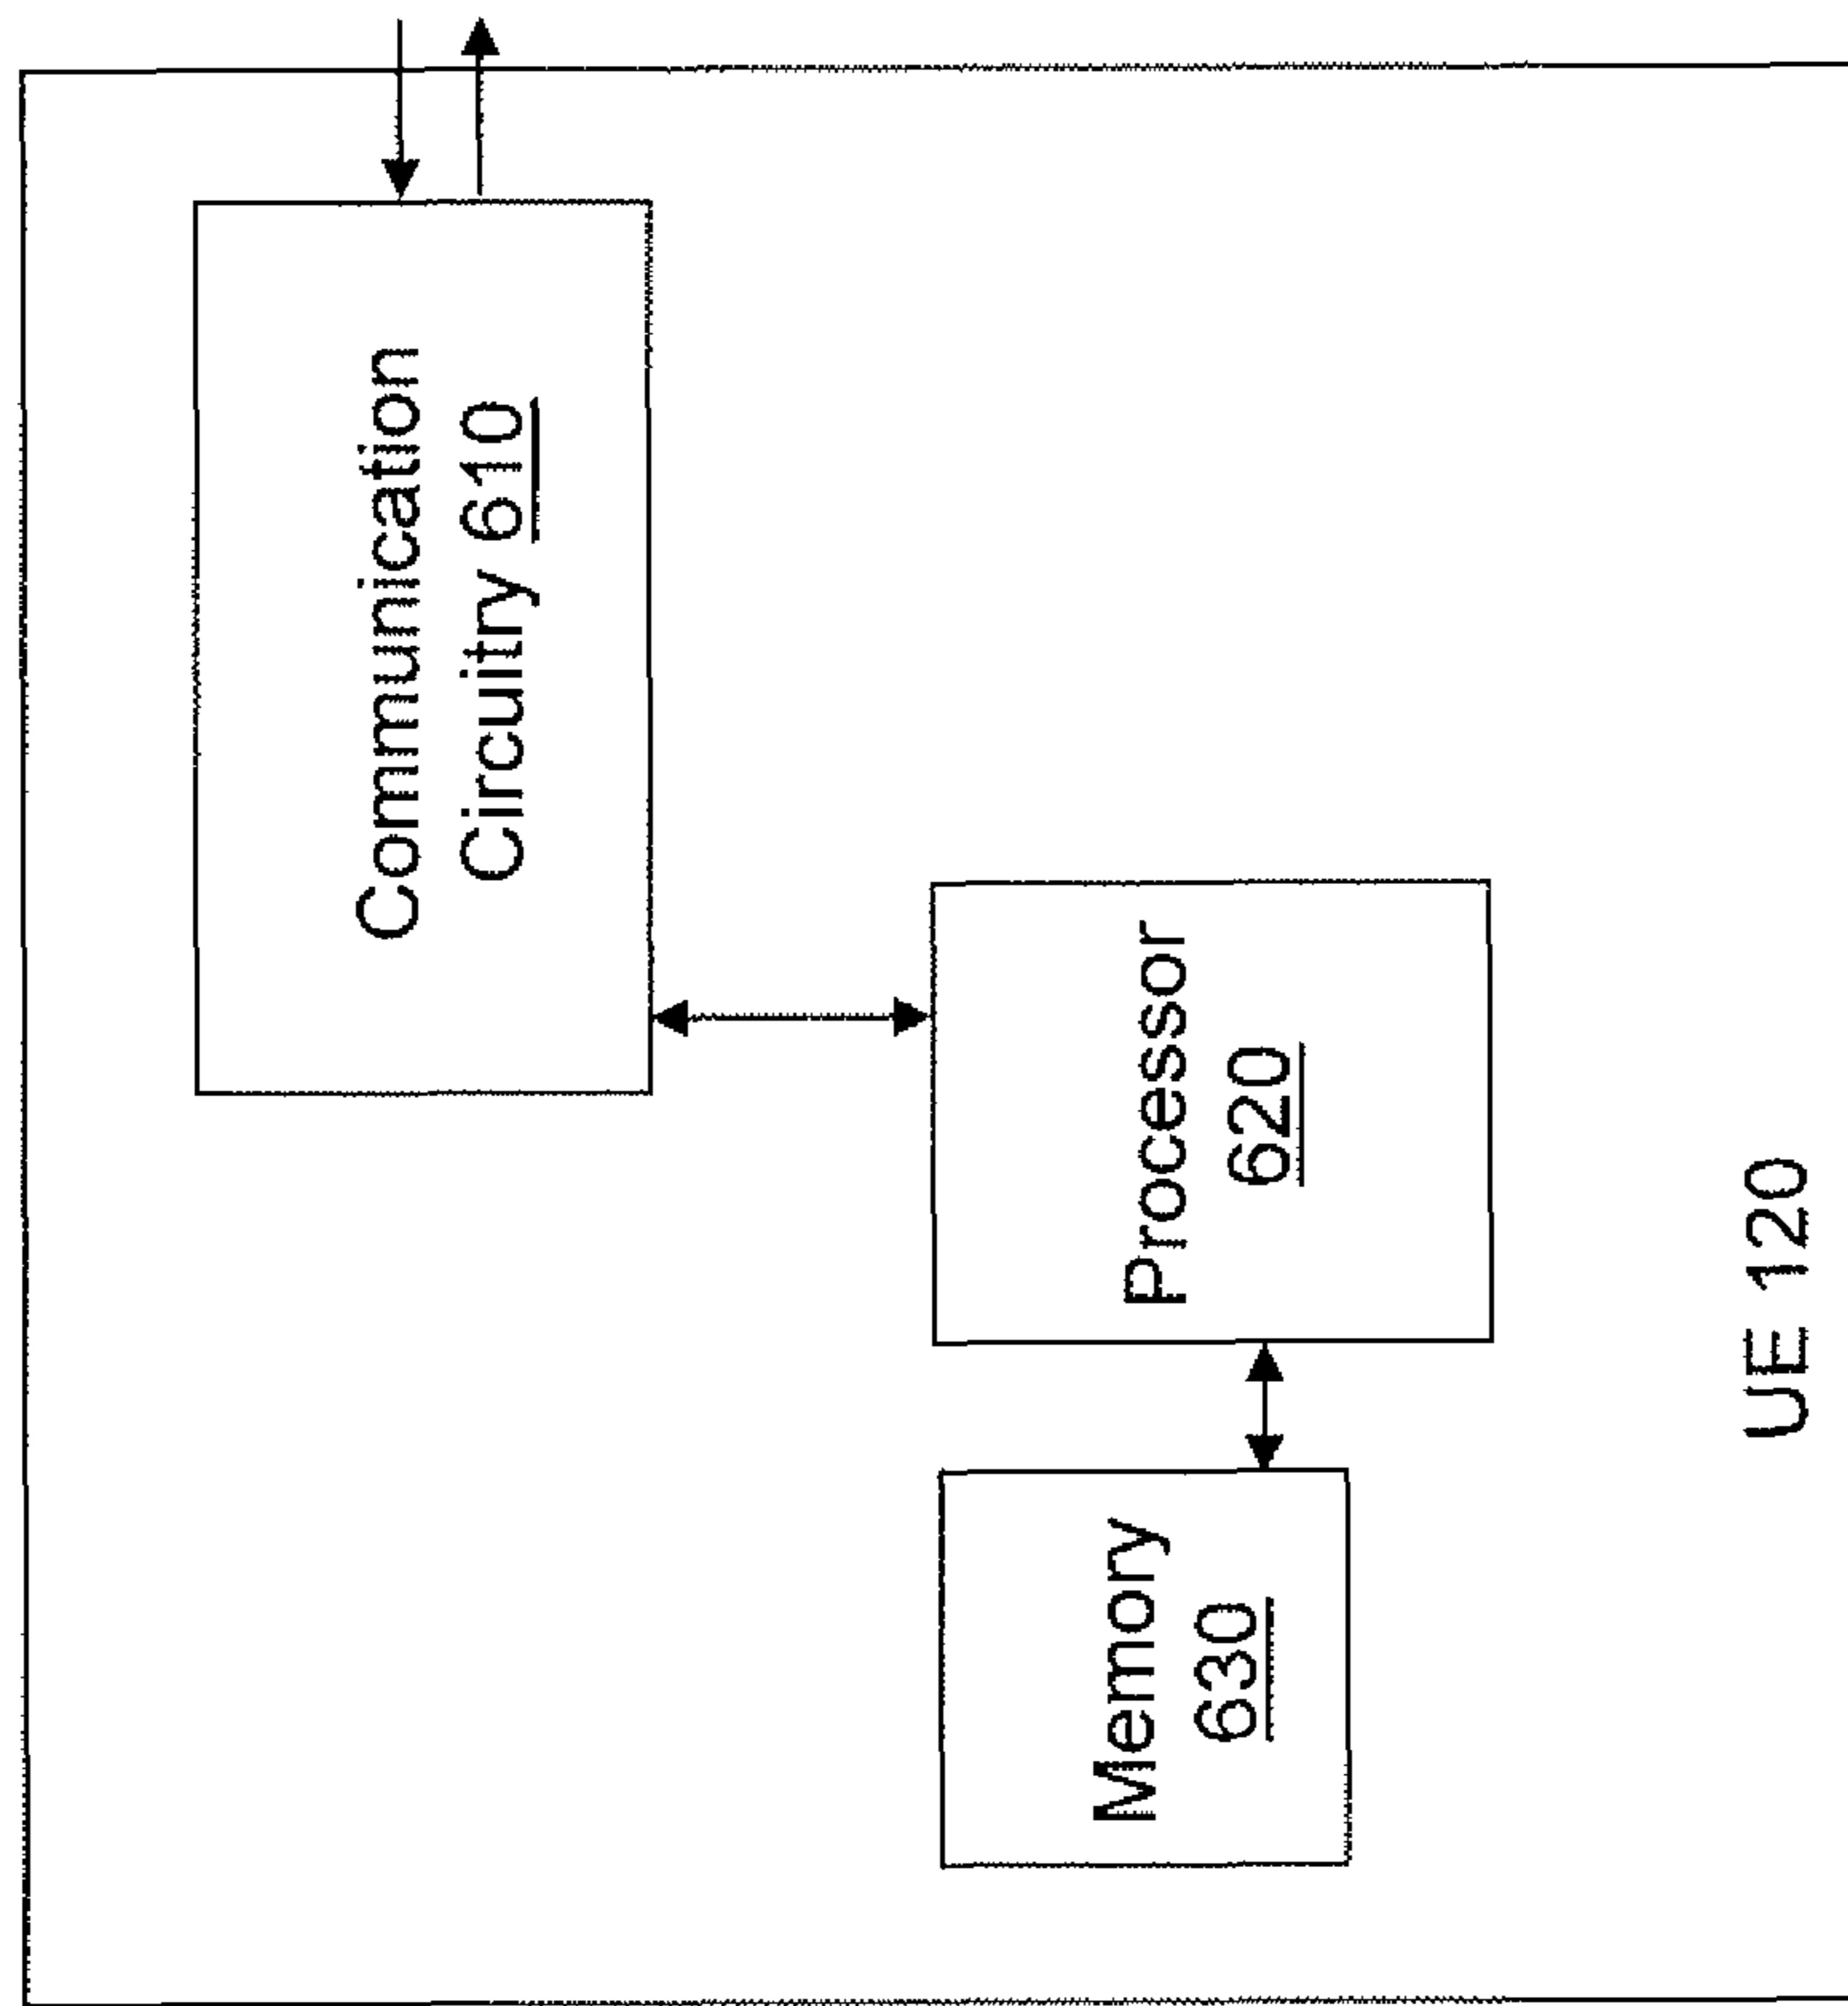 Communication
Circuitry 610
Processor
620
Memory
630
UE 120